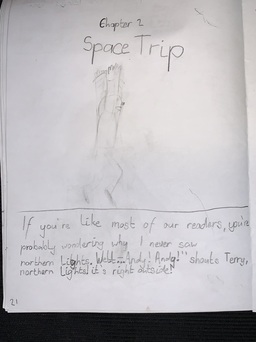 Chapter 2
Space Trip
If you're like most of our readers, you're
probably wondering why I never saw
northern Lights. Well... Andy! Andy!" shouts Terry,
northern Lights! it's right outside!"
21